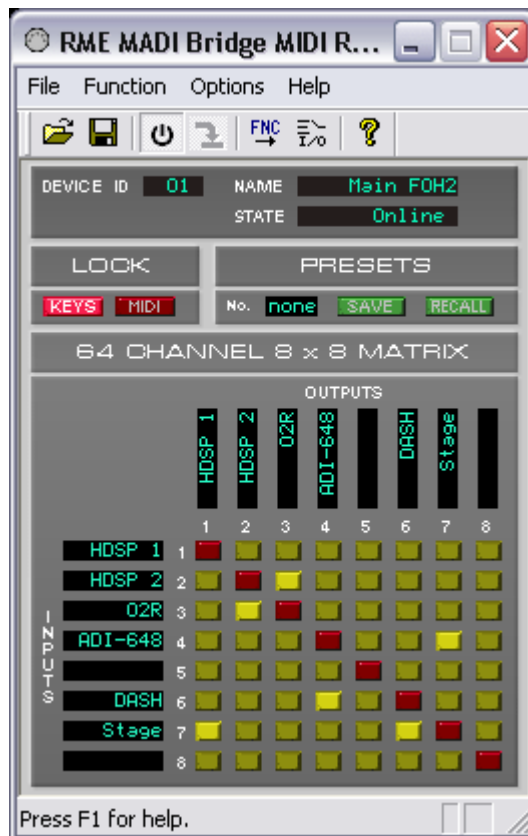 RME MADI Bridge MIDI R...
File Function Options Help
FNC
I/O
DEVICE ID 01 NAME Main FOH2
STATE Online
LOCK PRESETS
KEYS MIDI No. none SAVE RECALL
64 CHANNEL 8 x 8 MATRIX
OUTPUTS
HDSP 1 HDSP 2 O2R ADI-648 DASH Stage
1 2 3 4 5 6 7 8
INPUTS
HDSP 1 1
HDSP 2 2
O2R 3
ADI-648 4
5
DASH 6
Stage 7
8
Press F1 for help.